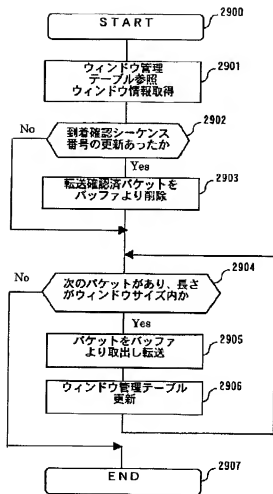 START
2900
ウィンドウ管理
テーブル参照
ウィンドウ情報取得
2901
2902
到着確認シーケンス
番号の更新あったか
No
Yes
転送確認済パケットを
バッファより削除
2903
2904
次のパケットがあり、長さ
がウィンドウサイズ内か
No
Yes
パケットをバッファ
より取出し転送
2905
ウィンドウ管理テーブル
更新
2906
END
2907